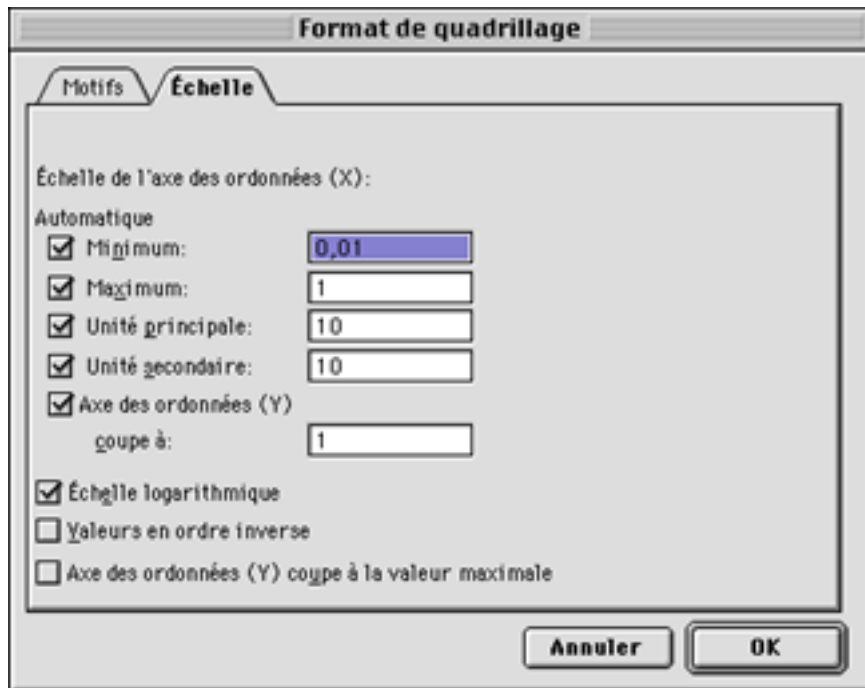 Format de quadrillage
Motifs Échelle
Échelle de l'axe des ordonnées (X):
Automatique
Minimum: 0,01
Maximum: 1
Unité principale: 10
Unité secondaire: 10
Axe des ordonnées (Y)
coupe à: 1
Échelle logarithmique
Valeurs en ordre inverse
Axe des ordonnées (Y) coupe à la valeur maximale
Annuler OK